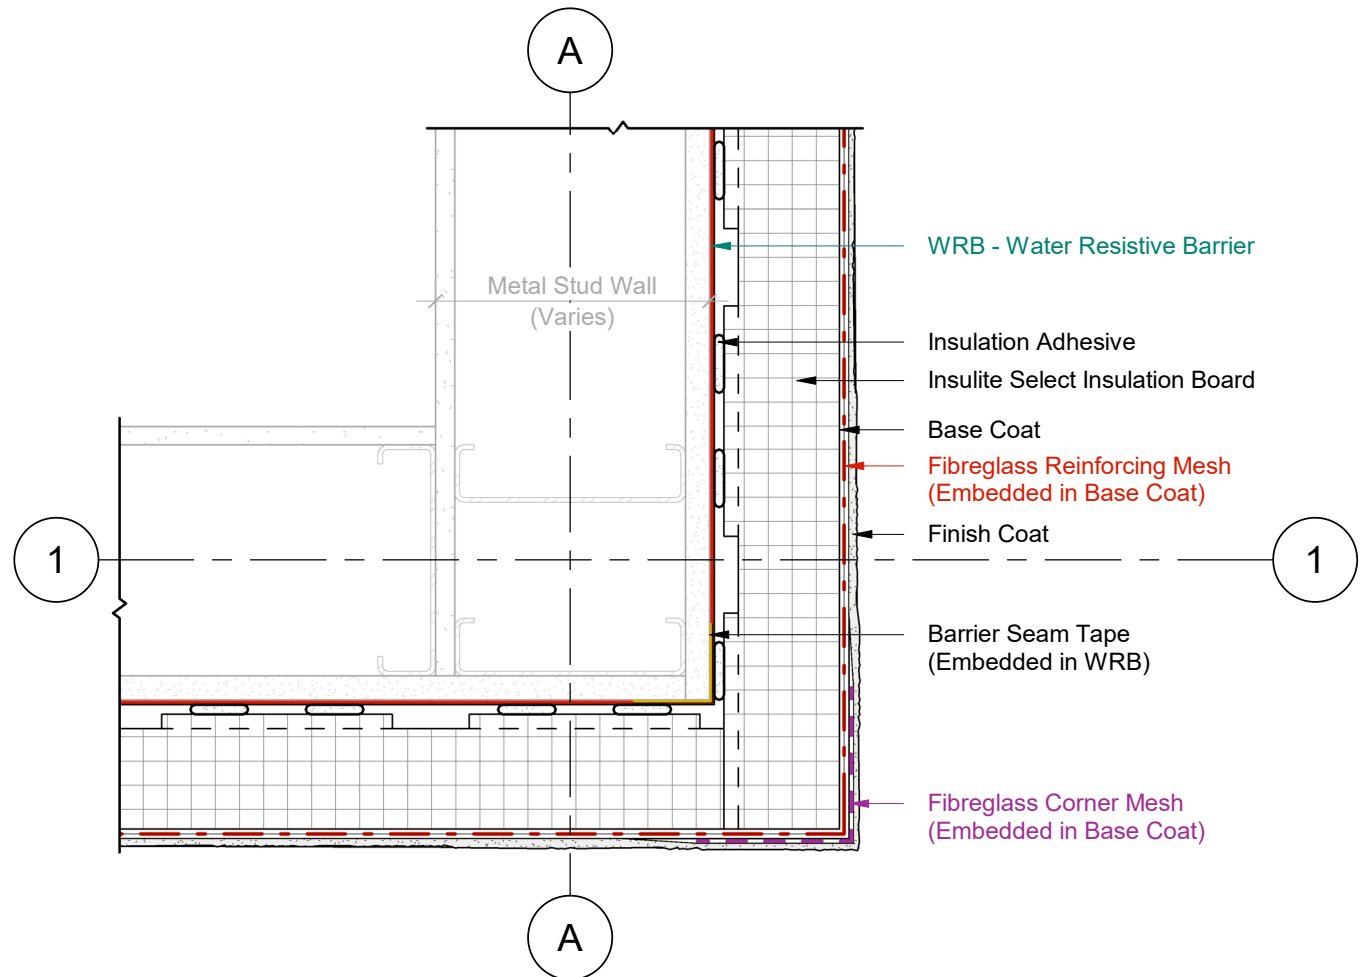 A
WRB - Water Resistive Barrier
Metal Stud Wall
(Varies)
Insulation Adhesive
Insulite Select Insulation Board
Base Coat
Fibreglass Reinforcing Mesh
(Embedded in Base Coat)
Finish Coat
1
1
Barrier Seam Tape
(Embedded in WRB)
Fibreglass Corner Mesh
(Embedded in Base Coat)
A